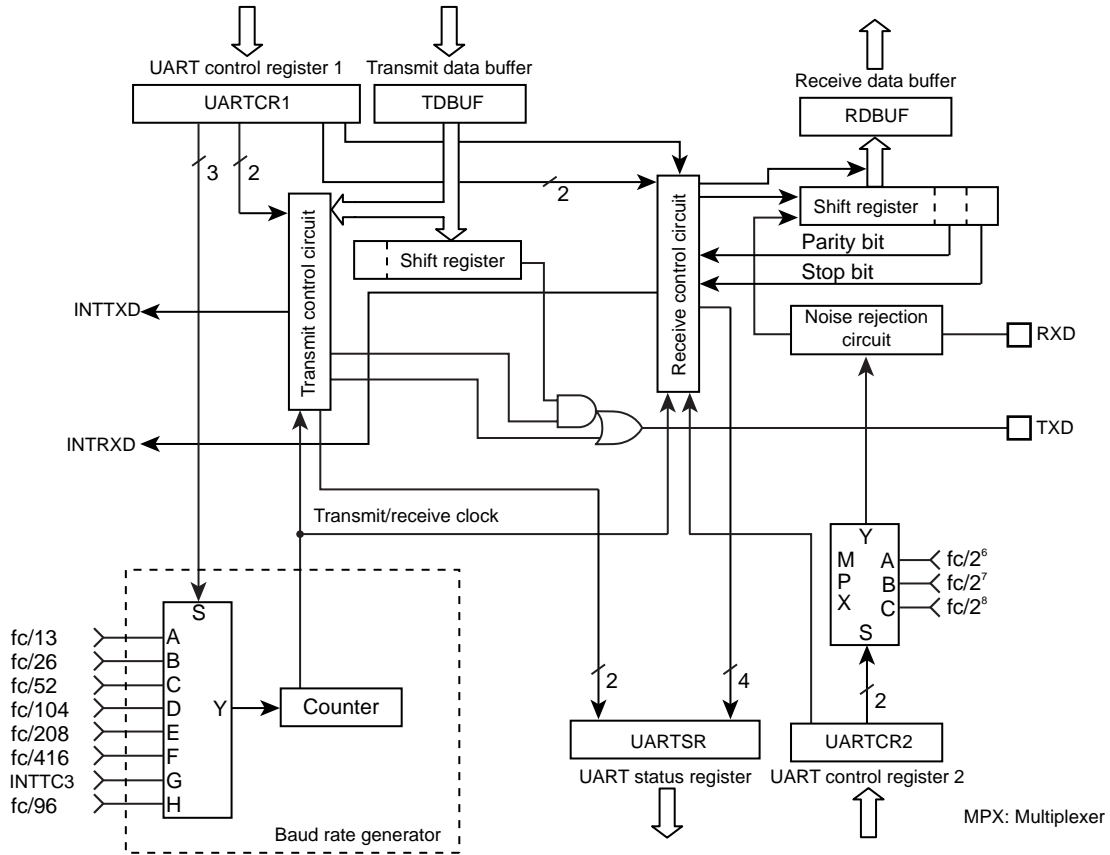 UART control register 1
Transmit data buffer
Receive data buffer
UARTCR1
TDBUF
RDBUF
3
2
2
Transmit control circuit
Shift register
Receive control circuit
Shift register
Parity bit
Stop bit
INTTXD
Noise rejection
circuit
RXD
INTRXD
TXD
Transmit/receive clock
Y
M
P
X
A
B
C
S
fc/2⁶
fc/2⁷
fc/2⁸
S
fc/13
A
fc/26
B
fc/52
C
fc/104
D
fc/208
E
fc/416
F
INTTC3
G
fc/96
H
Y
Counter
2
4
2
UARTSR
UARTCR2
UART status register
UART control register 2
Baud rate generator
MPX: Multiplexer